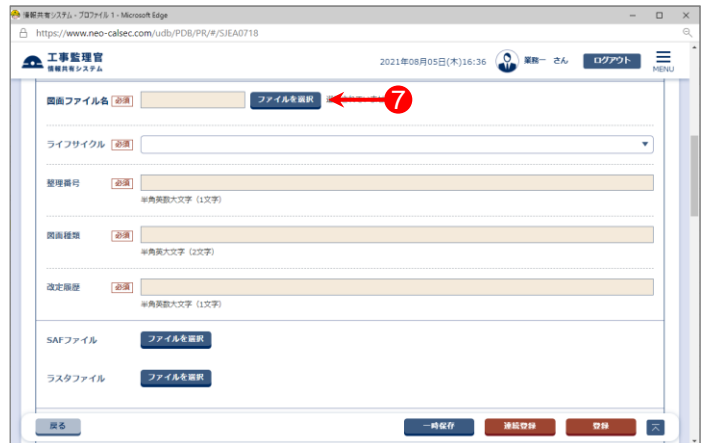 情報共有システム - プロファイル 1 - Microsoft Edge
https://www.neo-calsec.com/udb/PDB/PR/#/SJEA0718
工事監理官
情報共有システム
2021年08月05日(木)16:36 業務一 さん ログアウト MENU
図面ファイル名 必須 ファイルを選択 7
ライフサイクル 必須
整理番号 必須
半角英数大文字（1文字）
図面種類 必須
半角英大文字（2文字）
改定履歴 必須
半角英数大文字（1文字）
SAFファイル ファイルを選択
ラスタファイル ファイルを選択
戻る 一時保存 連続登録 登録